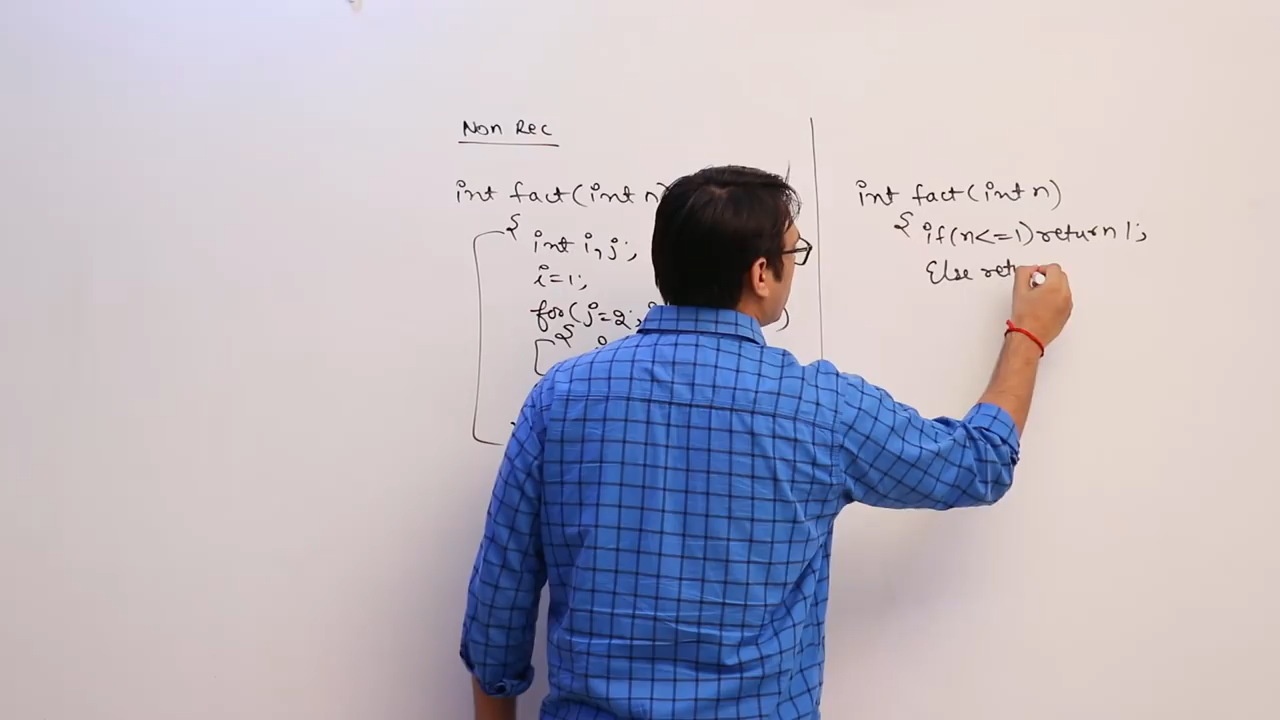 Non Rec
int fact(int n
{
int i, j;
i=1;
for(j=2;
{
int fact(int n)
{ if(n<=1)return 1;
Else ret